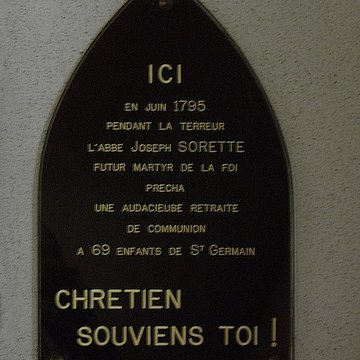 ICI
EN JUIN 1795
PENDANT LA TERREUR
L'ABBE JOSEPH SORETTE
FUTUR MARTYR DE LA FOI
PRECHA
UNE AUDACIEUSE RETRAITE
DE COMMUNION
A 69 ENFANTS DE ST GERMAIN
CHRETIEN
SOUVIENS TOI !